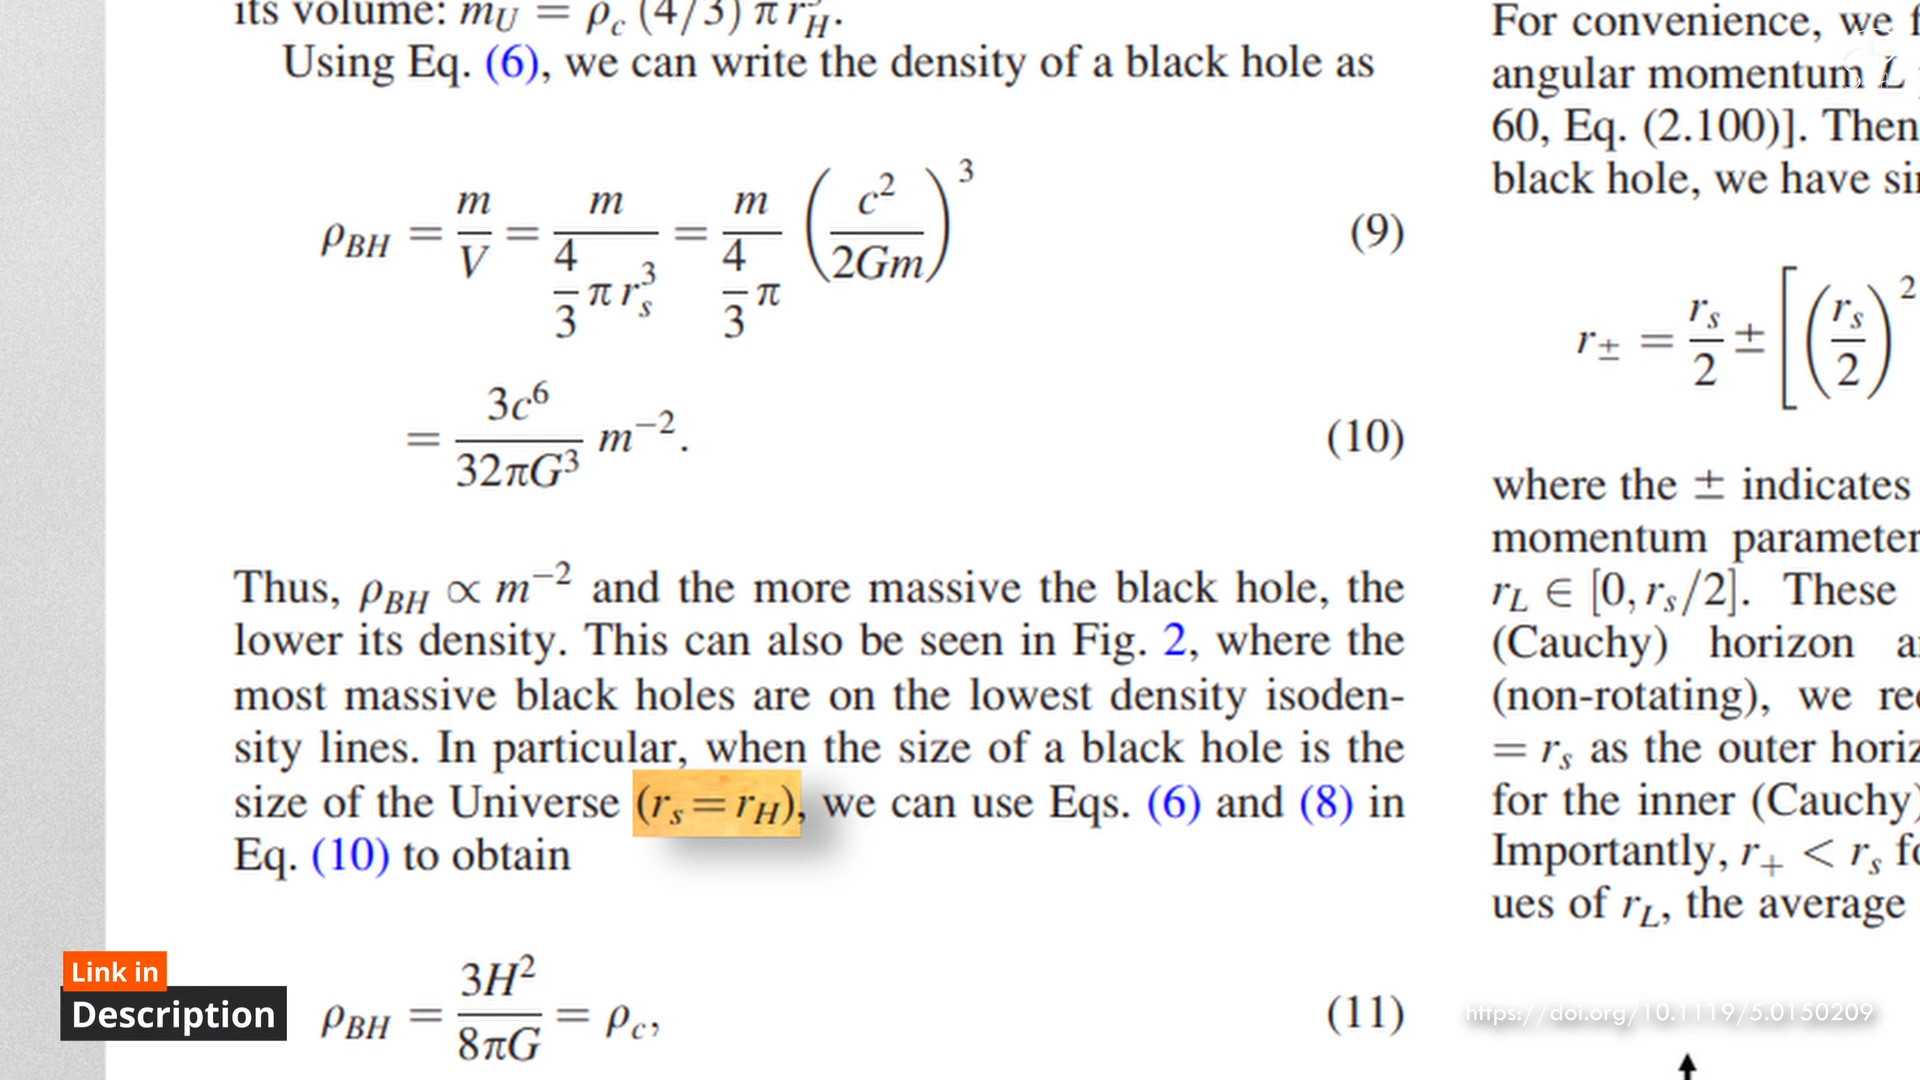 its volume: m_U = ρ_c (4/3) π r_H^3.
Using Eq. (6), we can write the density of a black hole as
ρ_BH = m/V = m/(4/3 π r_s^3) = m/(4/3 π) (c^2/2Gm)^3 (9)
= 3c^6/32πG^3 m^−2. (10)
Thus, ρ_BH ∝ m^−2 and the more massive the black hole, the
lower its density. This can also be seen in Fig. 2, where the
most massive black holes are on the lowest density isoden-
sity lines. In particular, when the size of a black hole is the
size of the Universe (r_s = r_H), we can use Eqs. (6) and (8) in
Eq. (10) to obtain
ρ_BH = 3H^2/8πG = ρ_c, (11)
For convenience, we f
angular momentum L
60, Eq. (2.100)]. Then
black hole, we have si
r_± = r_s/2 ± [(r_s/2)^2
where the ± indicates
momentum parameter
r_L ∈ [0, r_s/2]. These
(Cauchy) horizon a
(non-rotating), we re
= r_s as the outer horiz
for the inner (Cauchy)
Importantly, r_+ < r_s fo
ues of r_L, the average
Link in
Description
https://doi.org/10.1119/5.0150209